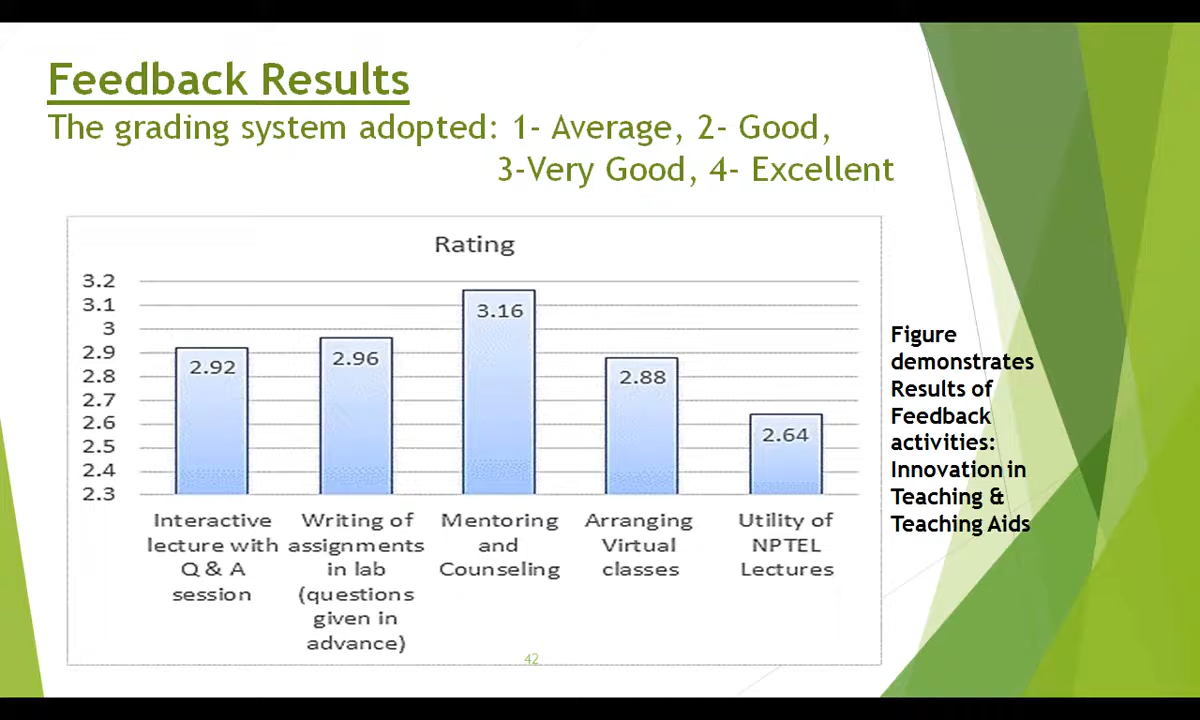 Feedback Results
The grading system adopted: 1- Average, 2- Good,
3-Very Good, 4- Excellent
Rating
3.2
3.1
3
2.9
2.8
2.7
2.6
2.5
2.4
2.3
2.92
2.96
3.16
2.88
2.64
Interactive
lecture with
Q & A
session
Writing of
assignments
in lab
(questions
given in
advance)
Mentoring
and
Counseling
Arranging
Virtual
classes
Utility of
NPTEL
Lectures
Figure
demonstrates
Results of
Feedback
activities:
Innovation in
Teaching &
Teaching Aids
42